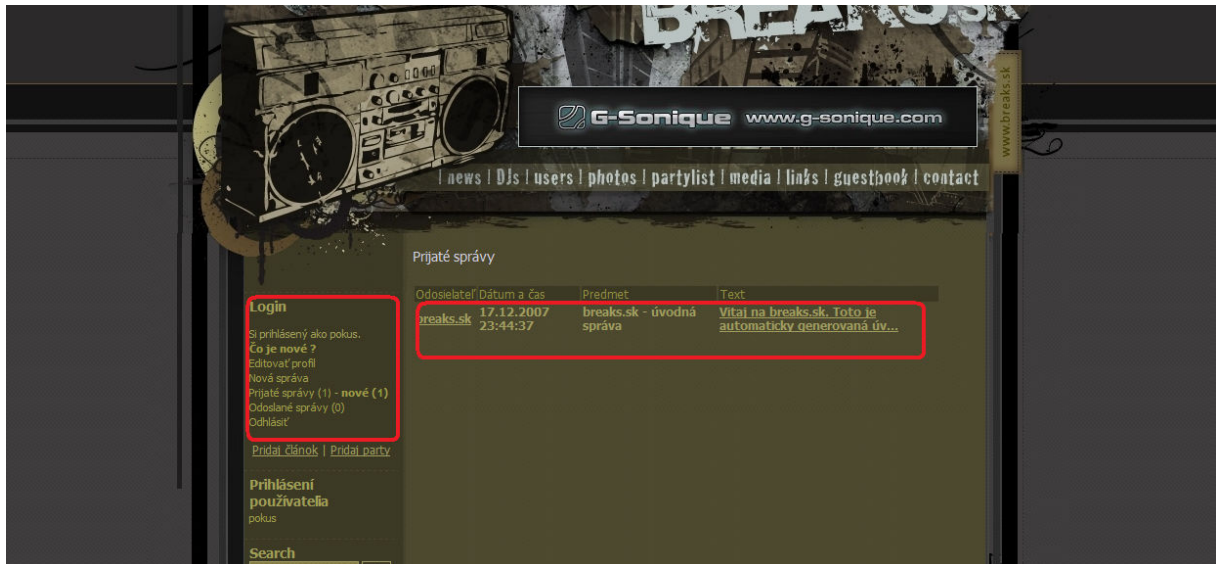 BREAKS.sk
www.breaks.sk
G-Sonique www.g-sonique.com
| news | DJs | users | photos | partylist | media | links | guestbook | contact
Prijaté správy
Odosielateľ Dátum a čas Predmet Text
breaks.sk 17.12.2007 23:44:37 breaks.sk - úvodná správa Vitaj na breaks.sk. Toto je automaticky generovaná úv...
Login
Si prihlásený ako pokus.
Čo je nové ?
Editovať profil
Nová správa
Prijaté správy (1) - nové (1)
Odoslané správy (0)
Odhlásiť
Pridaj článok | Pridaj party
Prihlásení
používatelia
pokus
Search